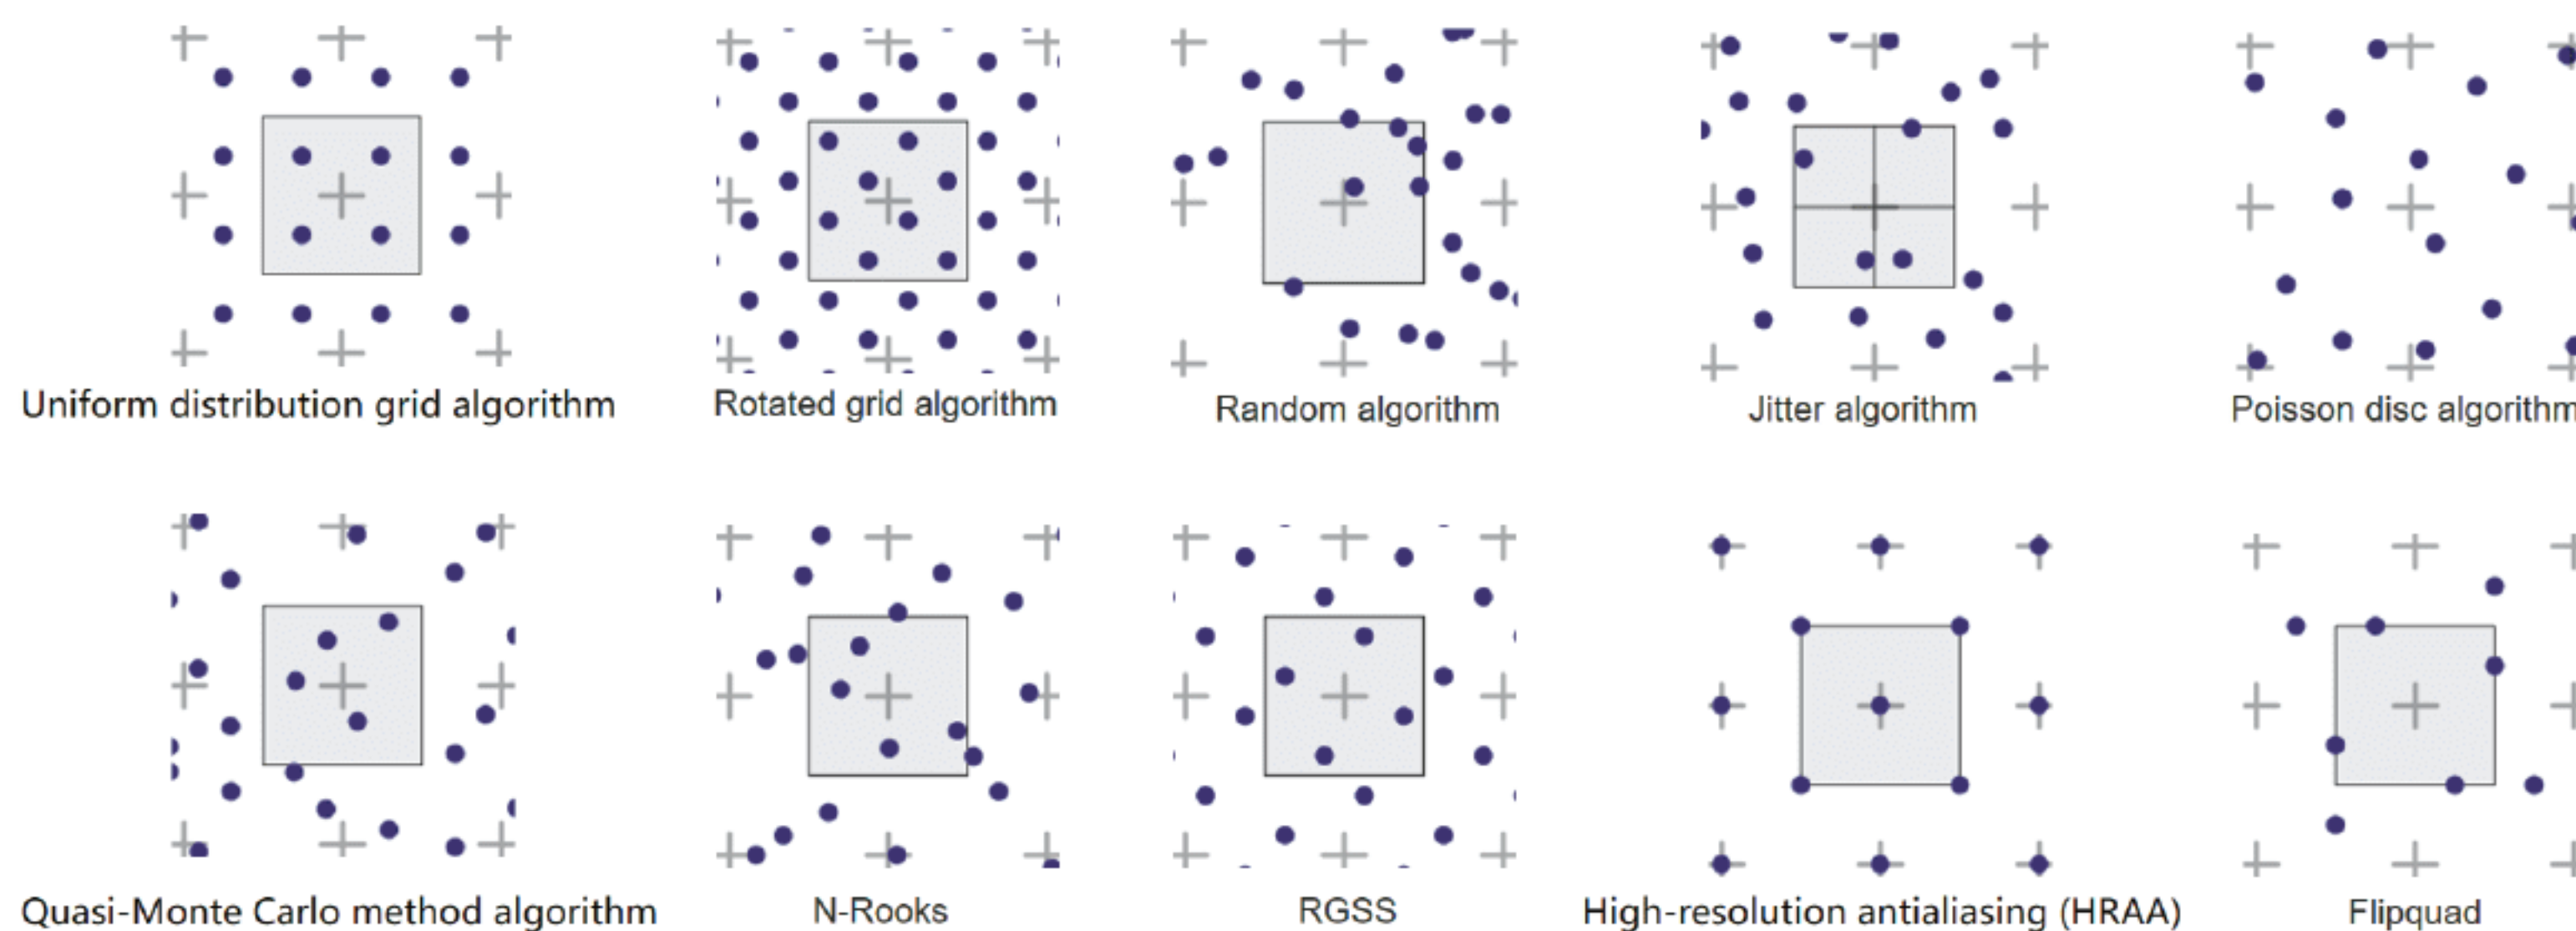 Uniform distribution grid algorithm
Rotated grid algorithm
Random algorithm
Jitter algorithm
Poisson disc algorithm
Quasi-Monte Carlo method algorithm
N-Rooks
RGSS
High-resolution antialiasing (HRAA)
Flipquad